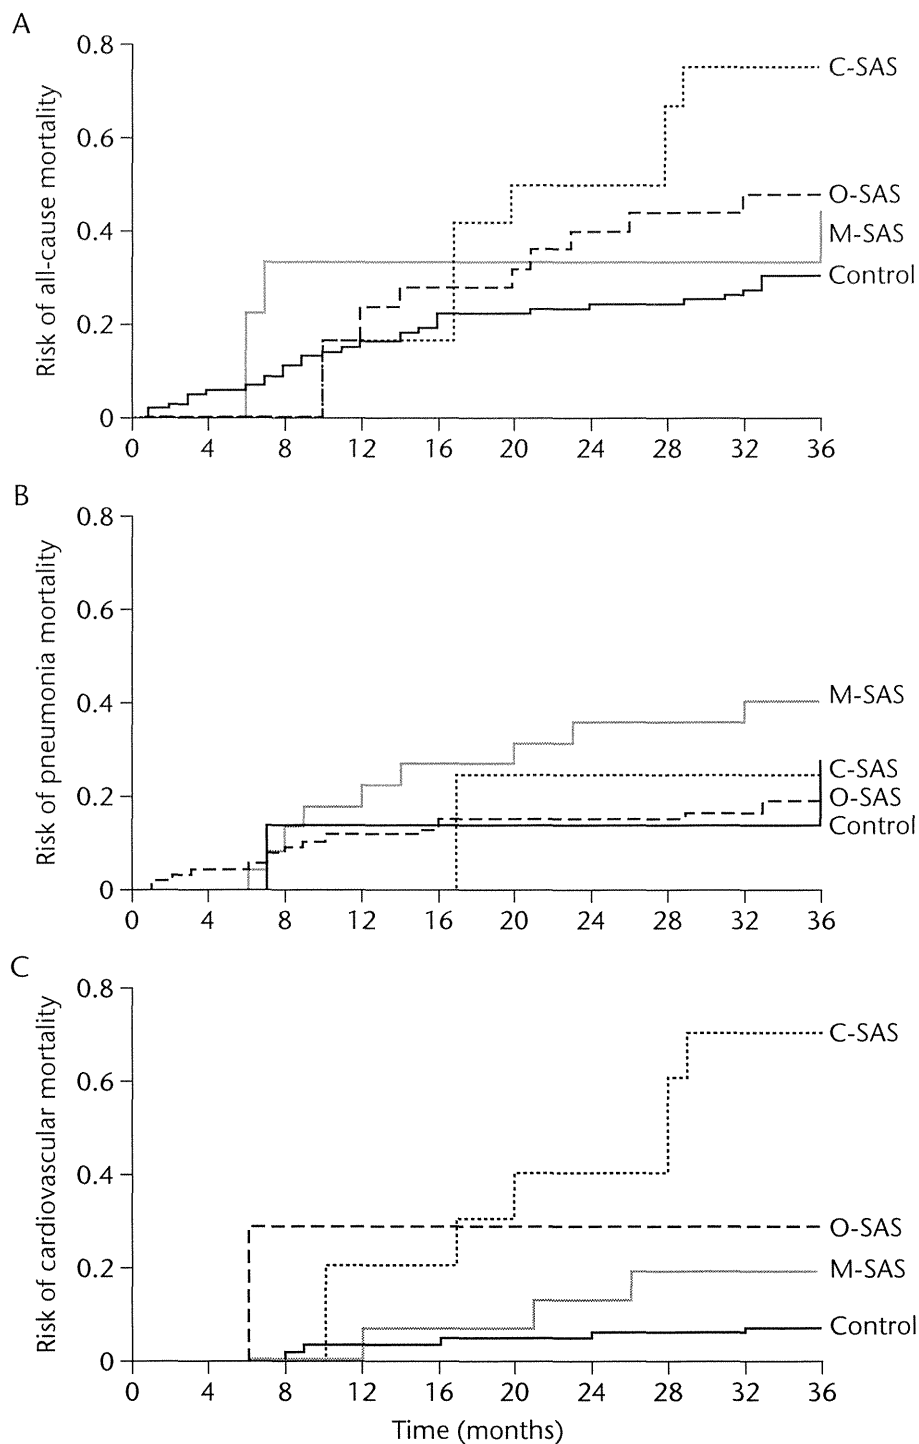 A
Risk of all-cause mortality
0.8
0.6
0.4
0.2
0
C-SAS
O-SAS
M-SAS
Control
0 4 8 12 16 20 24 28 32 36
B
Risk of pneumonia mortality
0.8
0.6
0.4
0.2
0
M-SAS
C-SAS
O-SAS
Control
0 4 8 12 16 20 24 28 32 36
C
Risk of cardiovascular mortality
0.8
0.6
0.4
0.2
0
C-SAS
O-SAS
M-SAS
Control
0 4 8 12 16 20 24 28 32 36
Time (months)